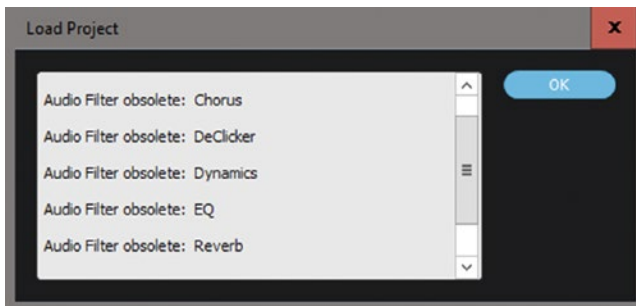 Load Project
x
Audio Filter obsolete: Chorus
OK
Audio Filter obsolete: DeClicker
Audio Filter obsolete: Dynamics
Audio Filter obsolete: EQ
Audio Filter obsolete: Reverb